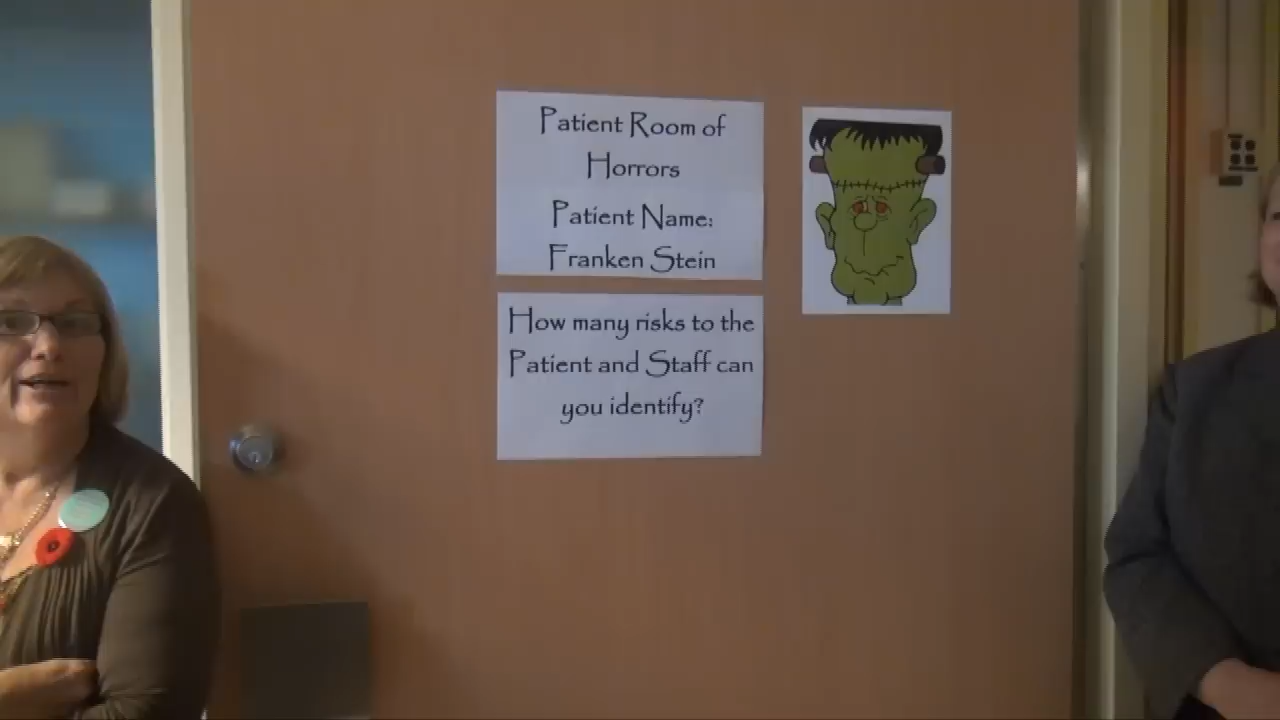 Patient Room of
Horrors
Patient Name:
Franken Stein
How many risks to the
Patient and Staff can
you identify?